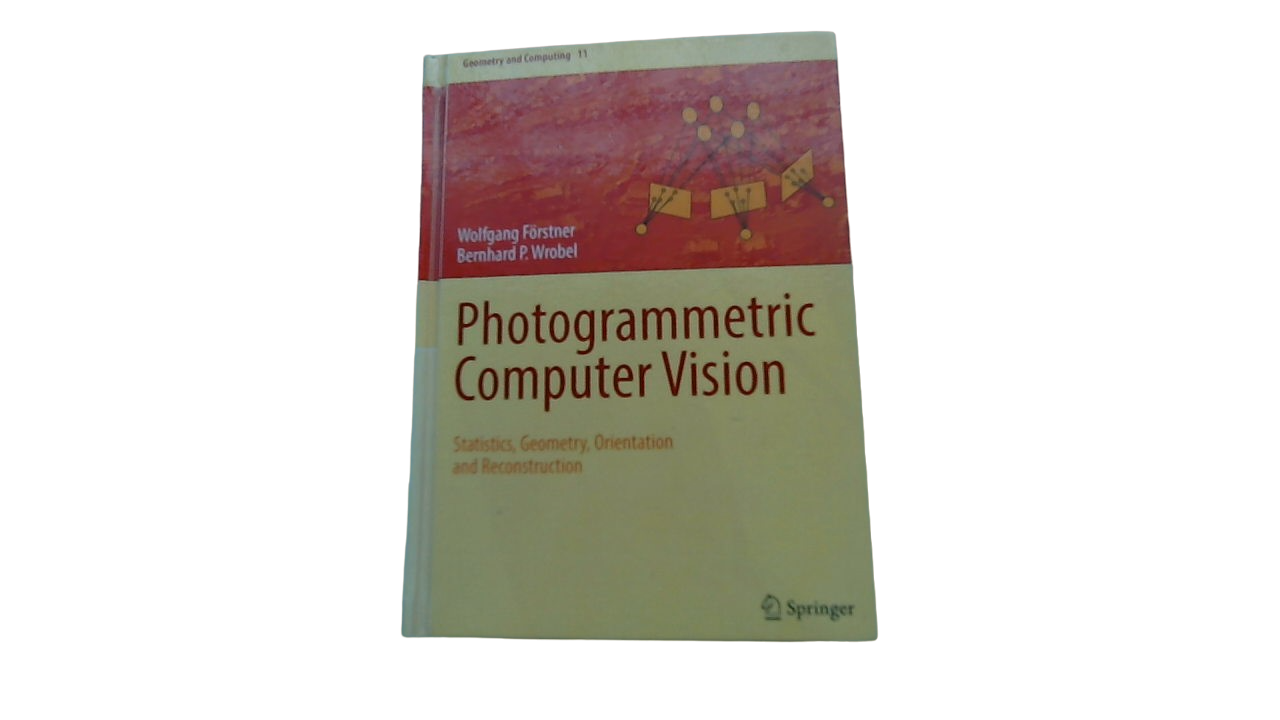 Geometry and Computing 11
Wolfgang Förstner
Bernhard P. Wrobel
Photogrammetric
Computer Vision
Statistics, Geometry, Orientation
and Reconstruction
Springer